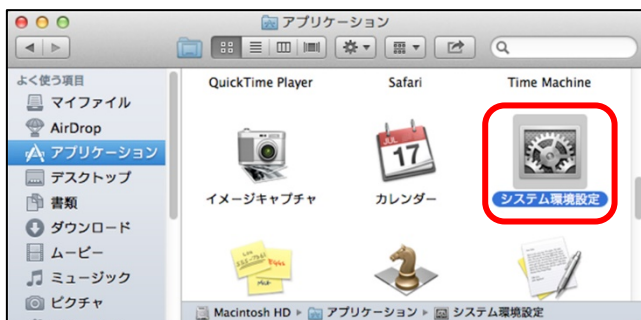 アプリケーション
よく使う項目
マイファイル
AirDrop
アプリケーション
デスクトップ
書類
ダウンロード
ムービー
ミュージック
ピクチャ
QuickTime Player
Safari
Time Machine
イメージキャプチャ
JUL
17
カレンダー
システム環境設定
Macintosh HD ▸ アプリケーション ▸ システム環境設定